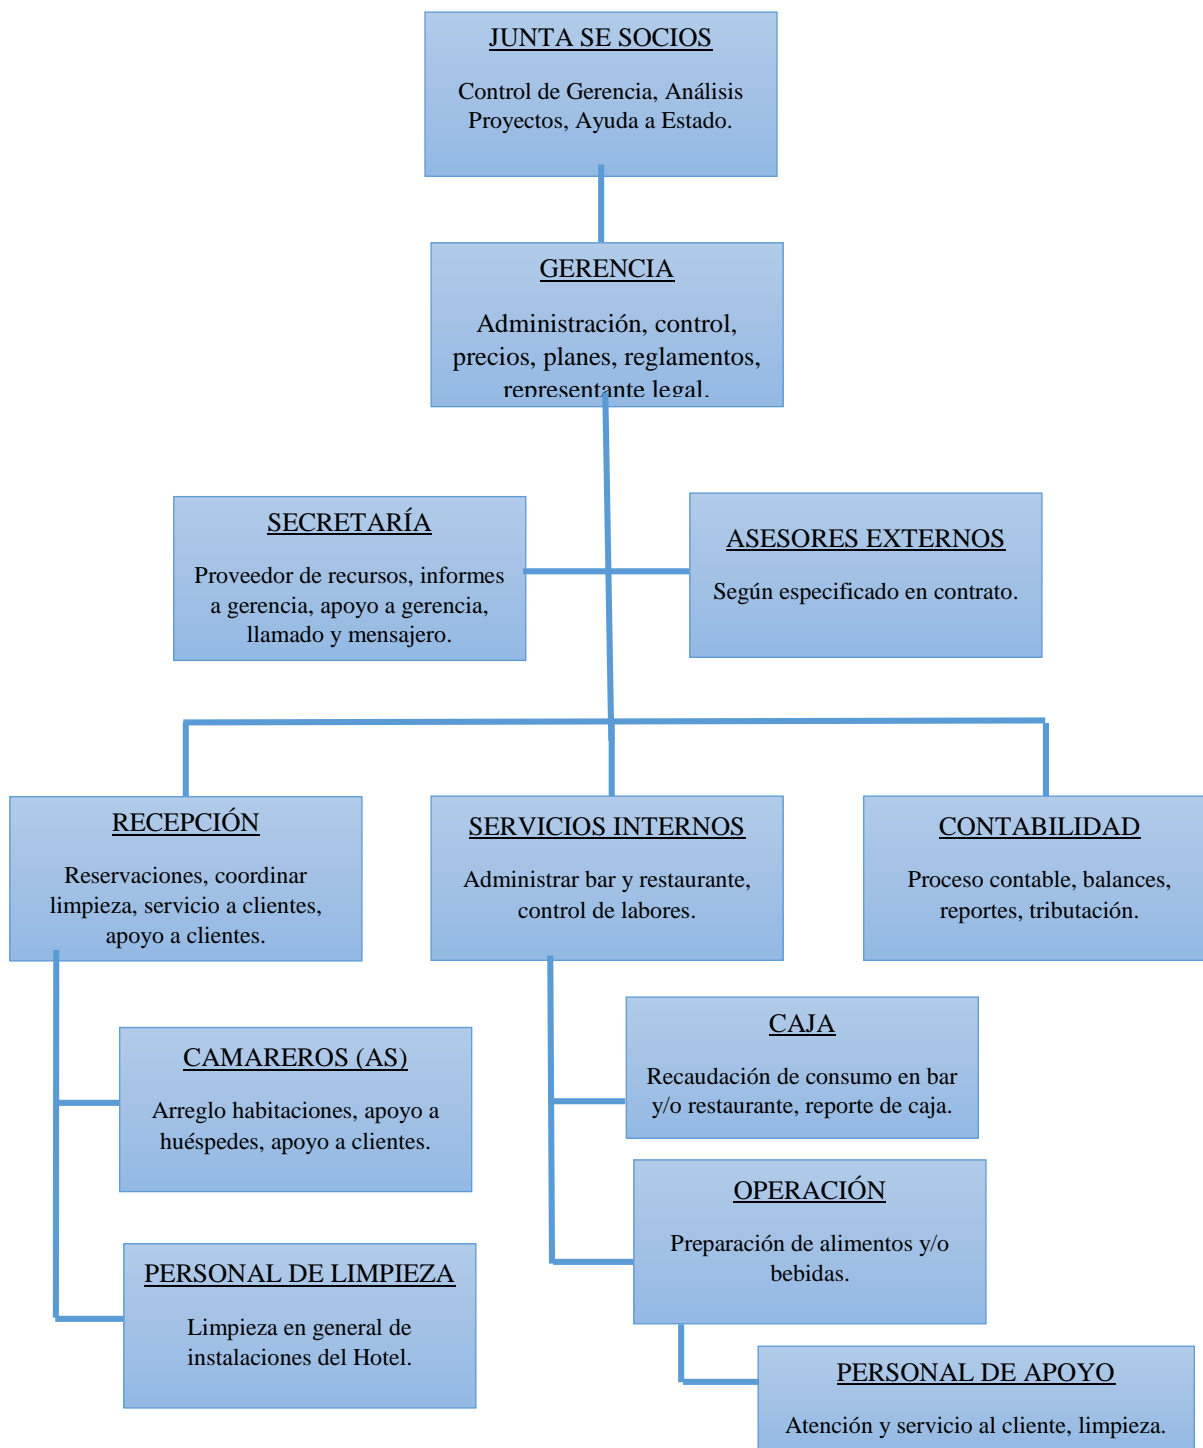 JUNTA SE SOCIOS
Control de Gerencia, Análisis
Proyectos, Ayuda a Estado.
GERENCIA
Administración, control,
precios, planes, reglamentos,
representante legal.
SECRETARÍA
Proveedor de recursos, informes
a gerencia, apoyo a gerencia,
llamado y mensajero.
ASESORES EXTERNOS
Según especificado en contrato.
RECEPCIÓN
Reservaciones, coordinar
limpieza, servicio a clientes,
apoyo a clientes.
SERVICIOS INTERNOS
Administrar bar y restaurante,
control de labores.
CONTABILIDAD
Proceso contable, balances,
reportes, tributación.
CAMAREROS (AS)
Arreglo habitaciones, apoyo a
huéspedes, apoyo a clientes.
PERSONAL DE LIMPIEZA
Limpieza en general de
instalaciones del Hotel.
CAJA
Recaudación de consumo en bar
y/o restaurante, reporte de caja.
OPERACIÓN
Preparación de alimentos y/o
bebidas.
PERSONAL DE APOYO
Atención y servicio al cliente, limpieza.